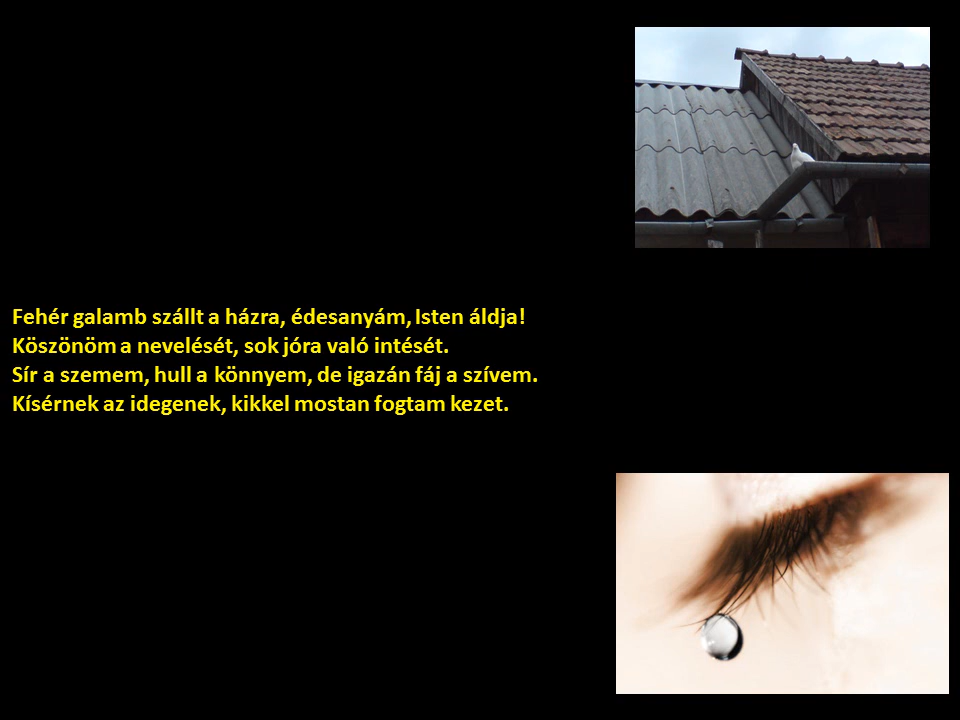 Fehér galamb szállt a házra, édesanyám, Isten áldja!
Köszönöm a nevelését, sok jóra való intését.
Sír a szemem, hull a könnyem, de igazán fáj a szívem.
Kísérnek az idegenek, kikkel mostan fogtam kezet.